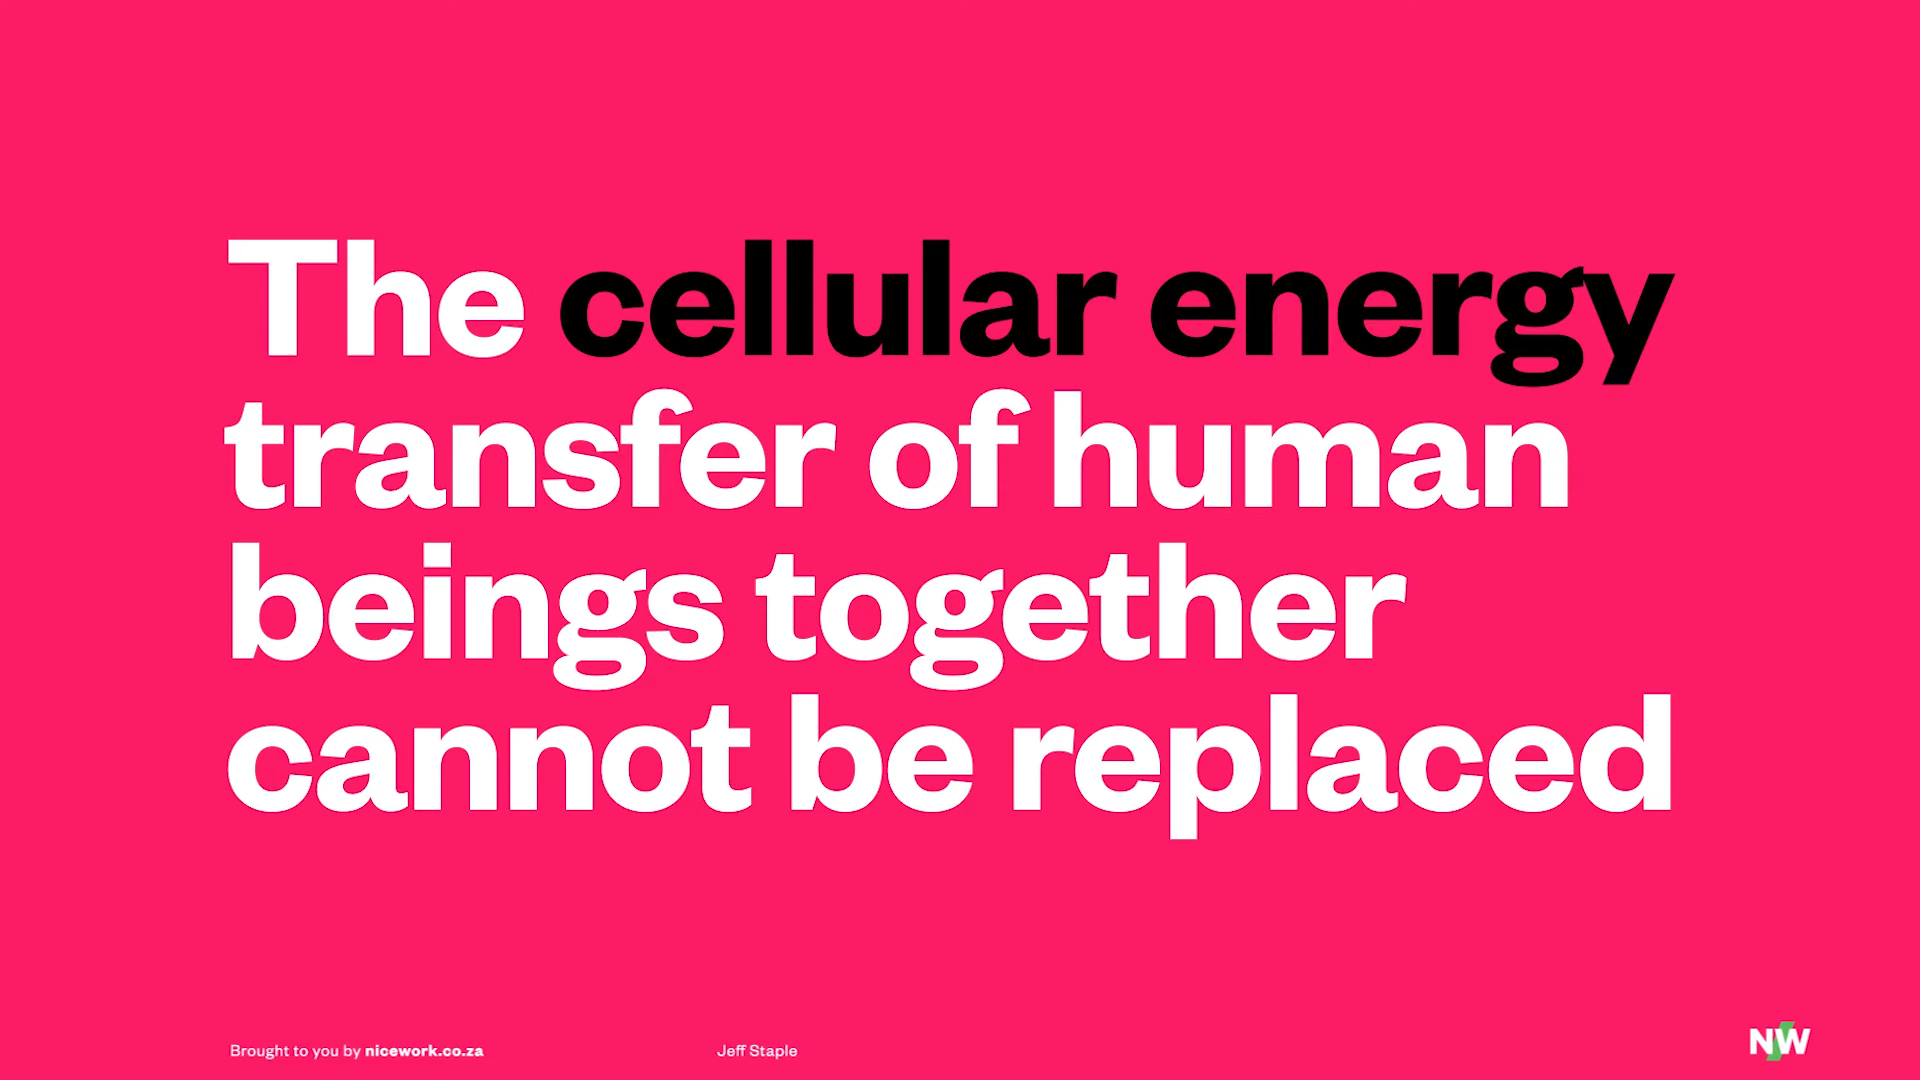 The cellular energy
transfer of human
beings together
cannot be replaced
Brought to you by nicework.co.za
Jeff Staple
NW